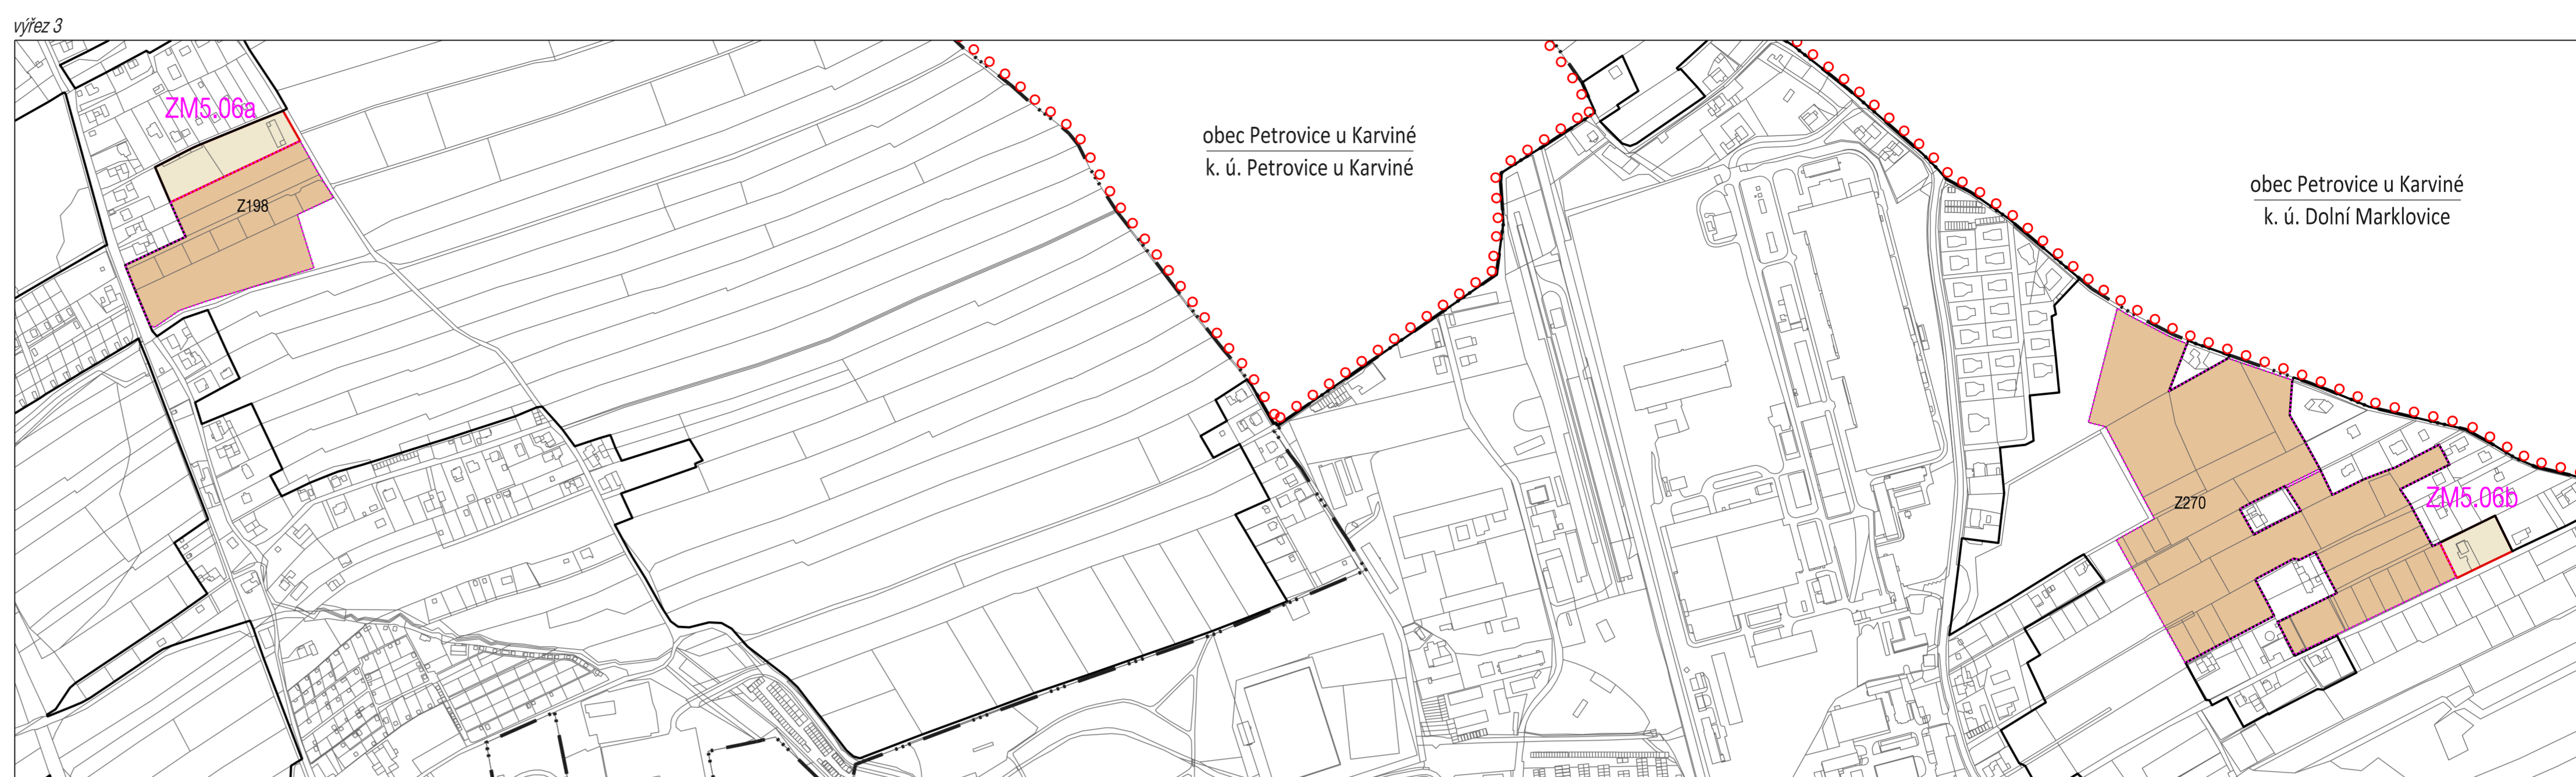 výřez 3
ZM5.06a
Z198
obec Petrovice u Karviné
k. ú. Petrovice u Karviné
obec Petrovice u Karviné
k. ú. Dolní Marklovice
Z270
ZM5.06b